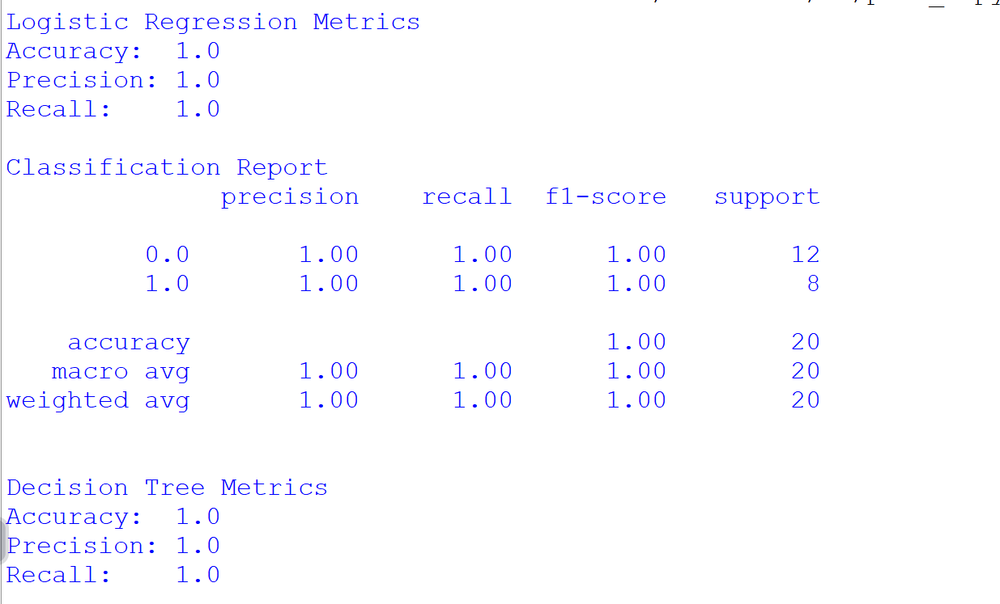 Logistic Regression Metrics
Accuracy:  1.0
Precision: 1.0
Recall:    1.0
Classification Report
              precision    recall  f1-score   support
         0.0       1.00      1.00      1.00        12
         1.0       1.00      1.00      1.00         8
    accuracy                           1.00        20
   macro avg       1.00      1.00      1.00        20
weighted avg       1.00      1.00      1.00        20
Decision Tree Metrics
Accuracy:  1.0
Precision: 1.0
Recall:    1.0